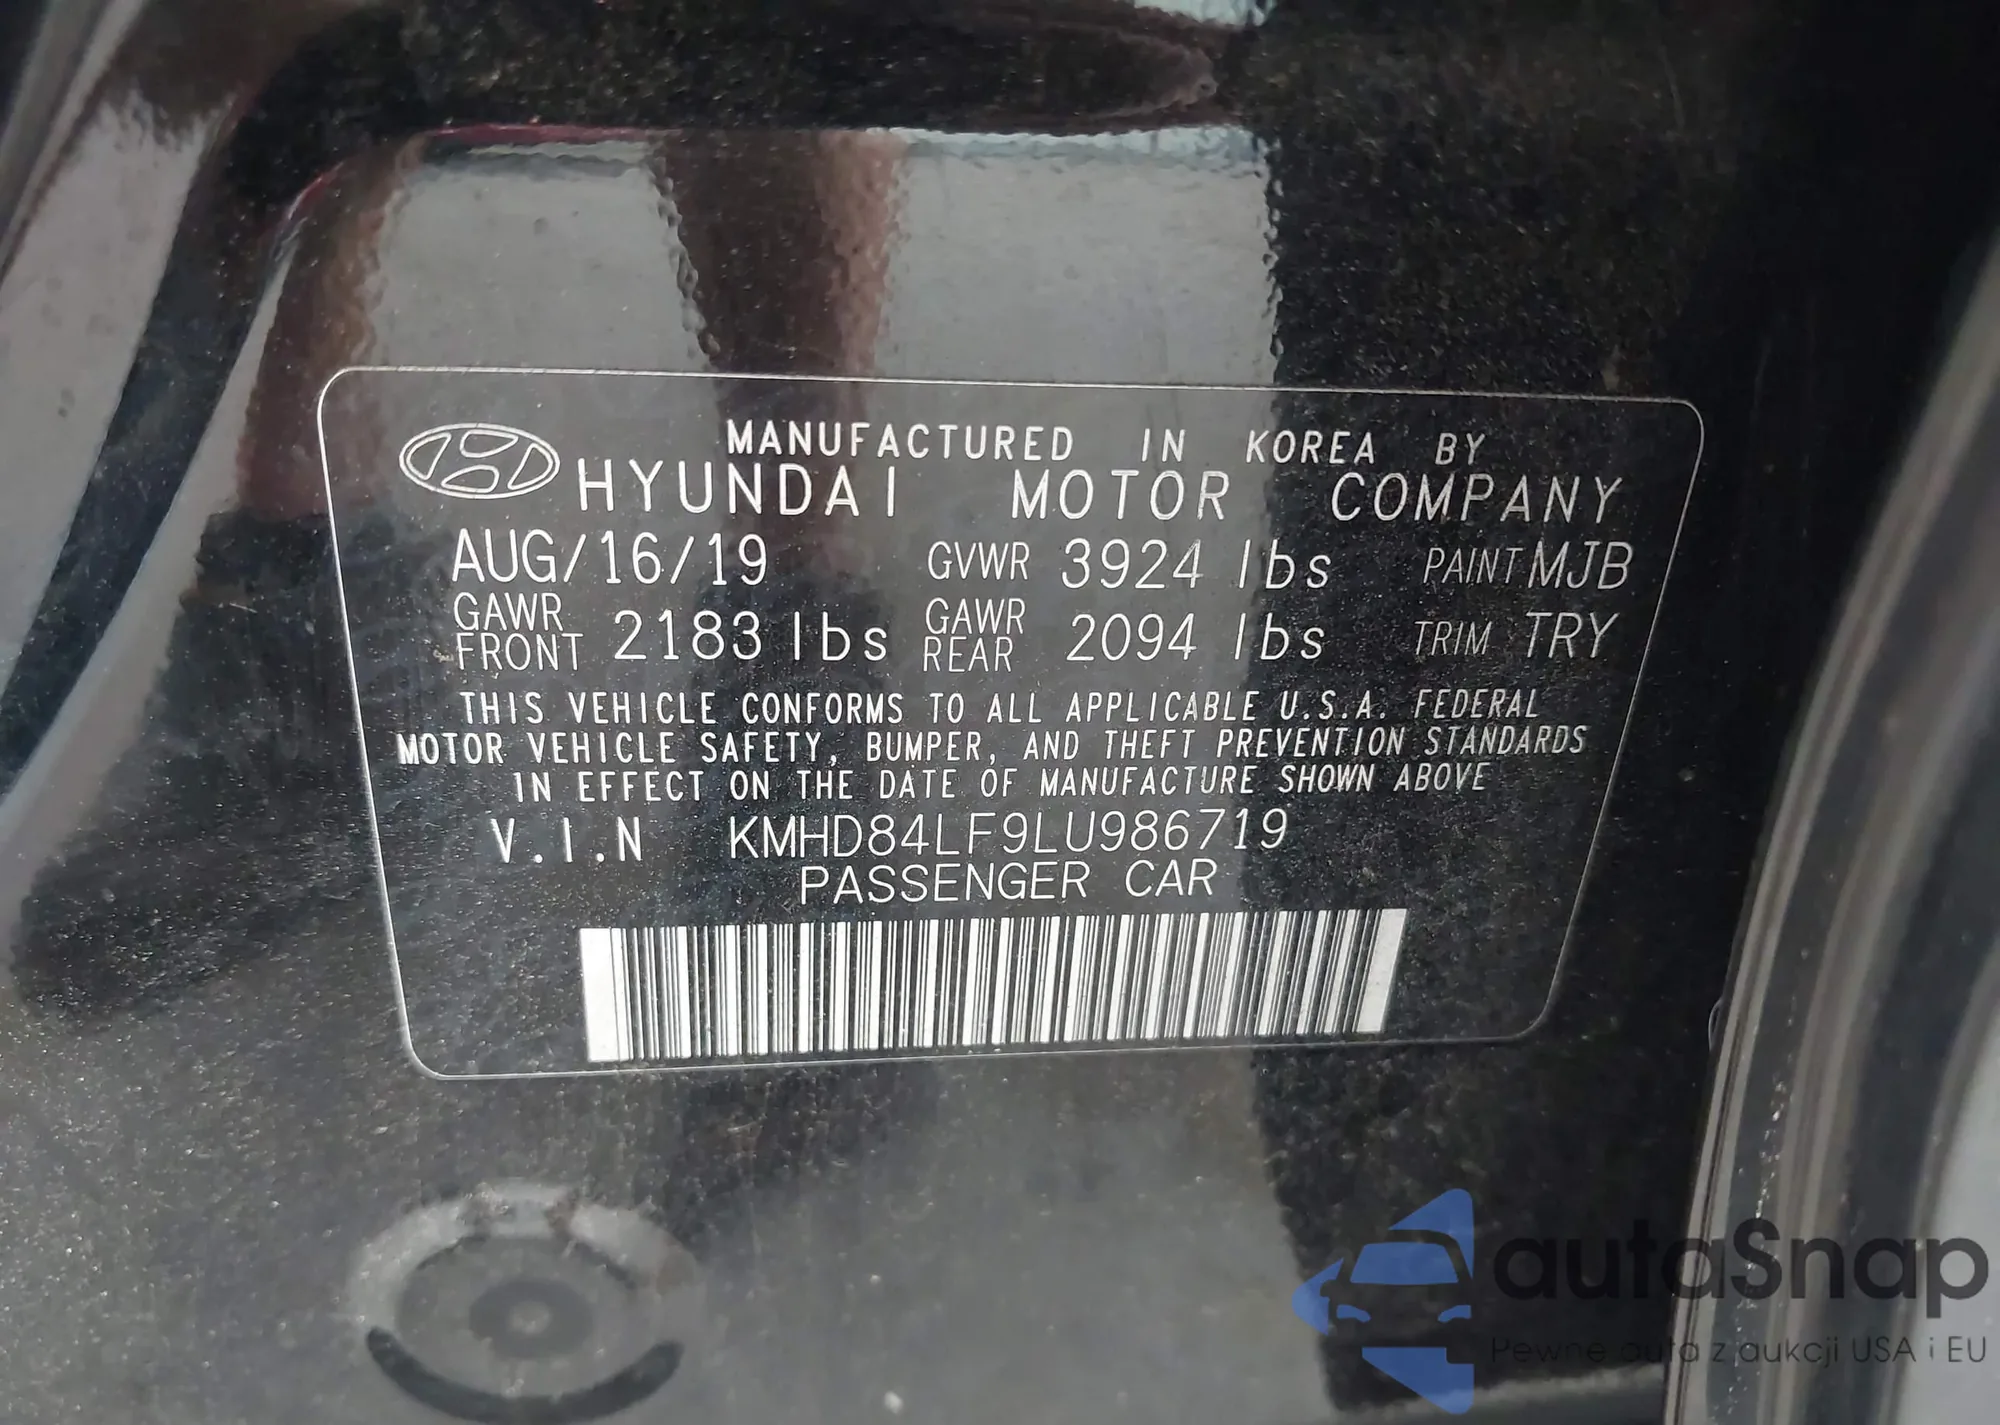 MANUFACTURED IN KOREA BY
HYUNDAI MOTOR COMPANY
AUG/16/19 GVWR 3924 lbs PAINT MJB
GAWR FRONT 2183 lbs GAWR REAR 2094 lbs TRIM TRY
THIS VEHICLE CONFORMS TO ALL APPLICABLE U.S.A. FEDERAL
MOTOR VEHICLE SAFETY, BUMPER, AND THEFT PREVENTION STANDARDS
IN EFFECT ON THE DATE OF MANUFACTURE SHOWN ABOVE
V.I.N KMHD84LF9LU986719
PASSENGER CAR
autoSnap
Pewne auta z aukcji USA i EU